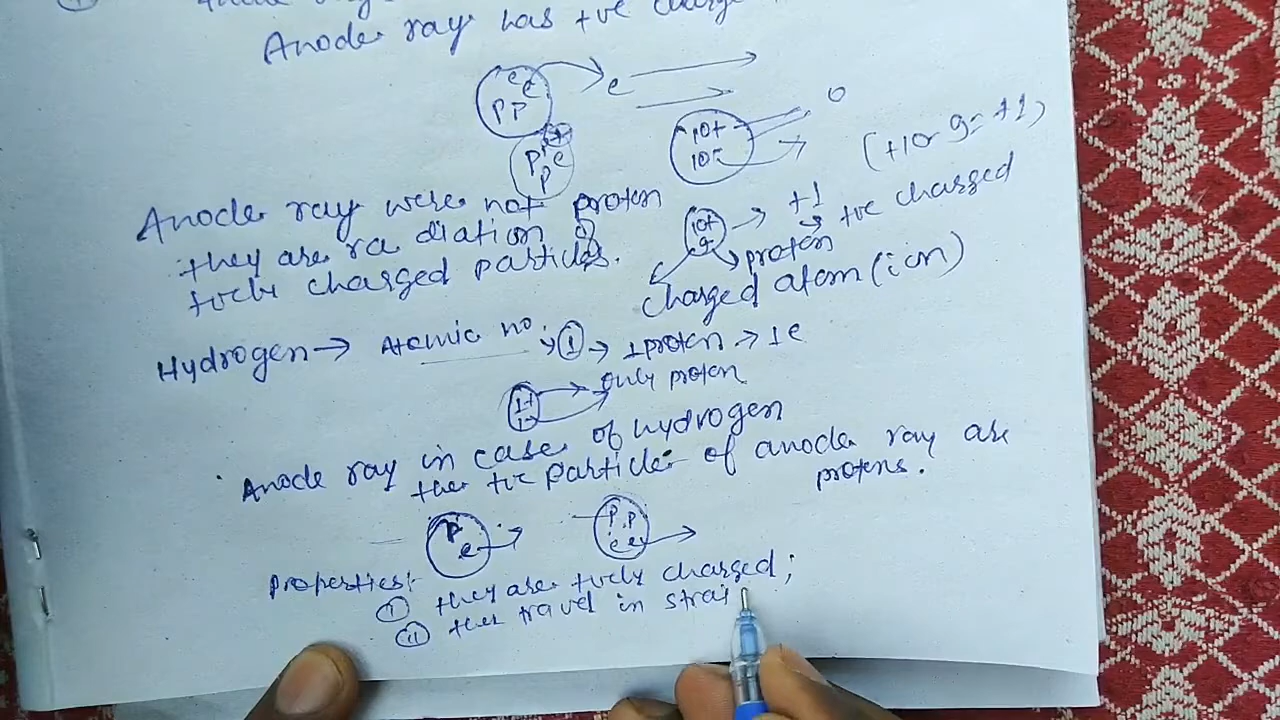 Anode ray has +ve charge
e e
e
P P
0
10+
10-
(+10 - 9 = +1)
P P e
P
Anode ray were not proton
they are radiation of
+vely charged particles.
10+
9-
+1
+ve charged
proton
charged atom (ion)
Hydrogen → Atomic no. → 1 → 1 proton → 1e
1+
1-
only proton
Anode ray in case of hydrogen
the +ve particle of anode ray are
protons.
P
e
P P
e e
Properties:-
(i) they are +vely charged;
(ii) they travel in strai